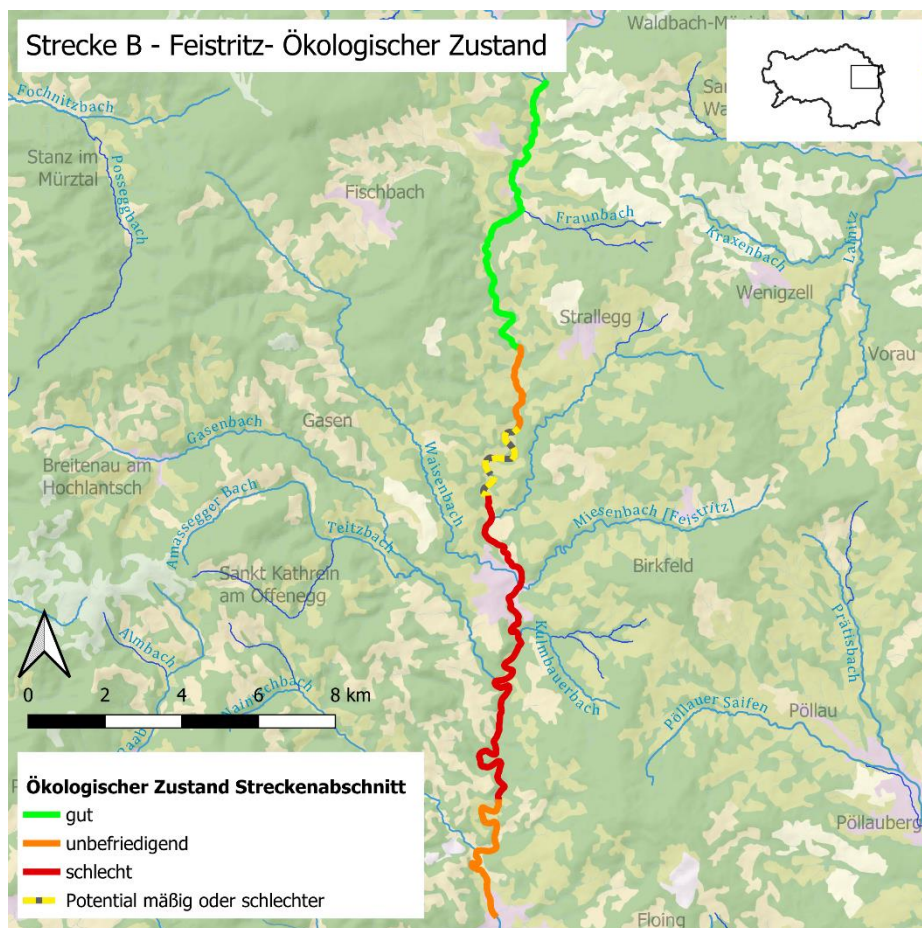 Strecke B - Feistritz- Ökologischer Zustand
Fochnitzbach
Stanz im
Mürztal
Posseggbach
Fischbach
Fraunbach
Kraxenbach
Lafnitz
Wenigzell
Strallegg
Vorau
Gasen
Gasenbach
Breitenau am
Hochlantsch
Waisenbach
Amassegger Bach
Teitzbach
Miesenbach [Feistritz]
Birkfeld
Sankt Kathrein
am Offenegg
Almbach
Kulmbauerbach
Prätisbach
Pöllauer Saifen
Pöllau
Raab
Pöllauberg
Floing
0 2 4 6 8 km
Ökologischer Zustand Streckenabschnitt
gut
unbefriedigend
schlecht
Potential mäßig oder schlechter